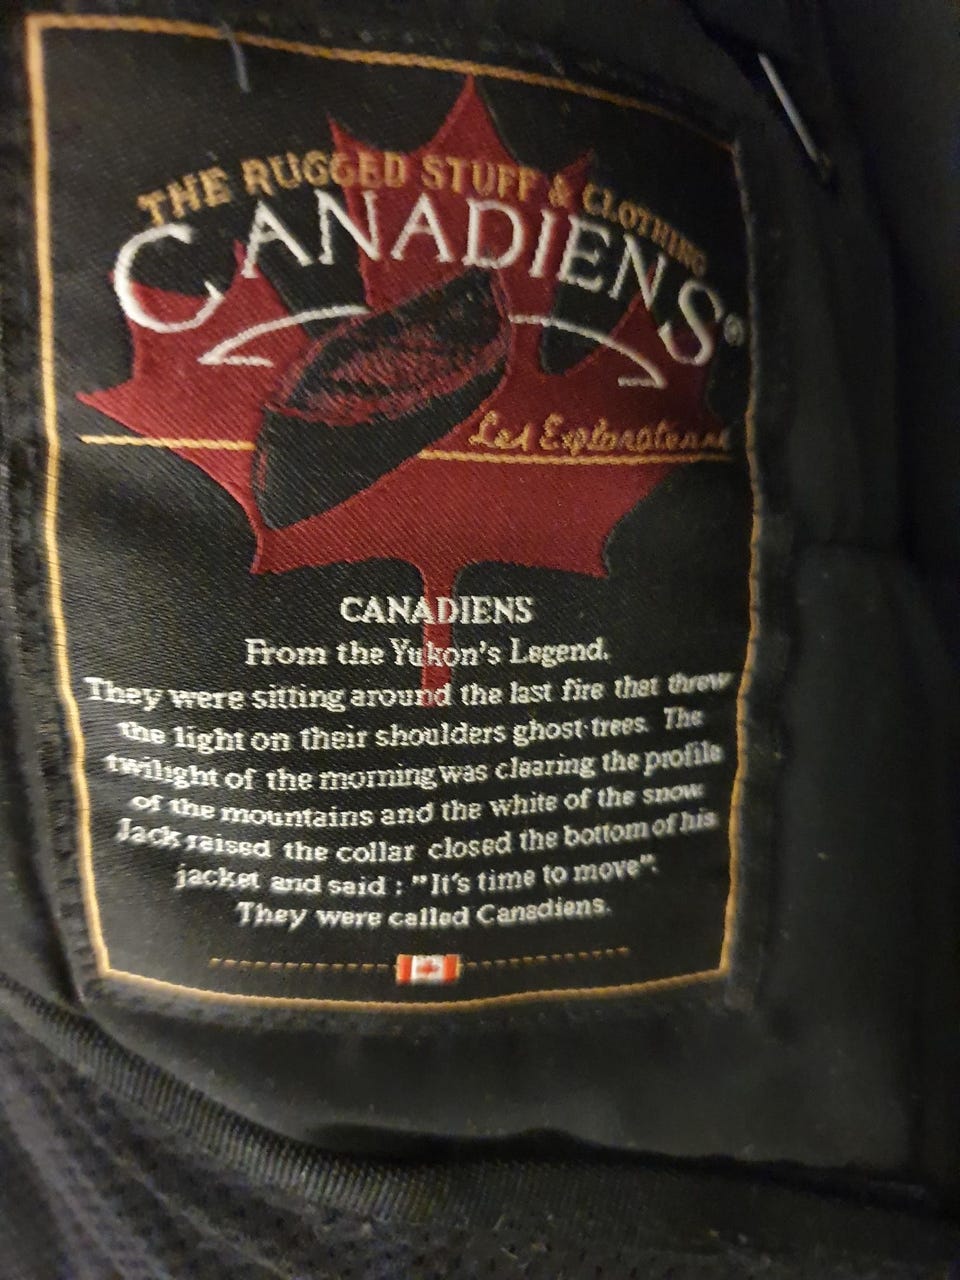 THE RUGGED STUFF & CLOTHING
CANADIENS®
Les Explorateurs
CANADIENS
From the Yukon's Legend.
They were sitting around the last fire that threw
the light on their shoulders ghost-trees. The
twilight of the morning was clearing the profile
of the mountains and the white of the snow
Jack raised the collar closed the bottom of his
jacket and said : "It's time to move".
They were called Canadiens.